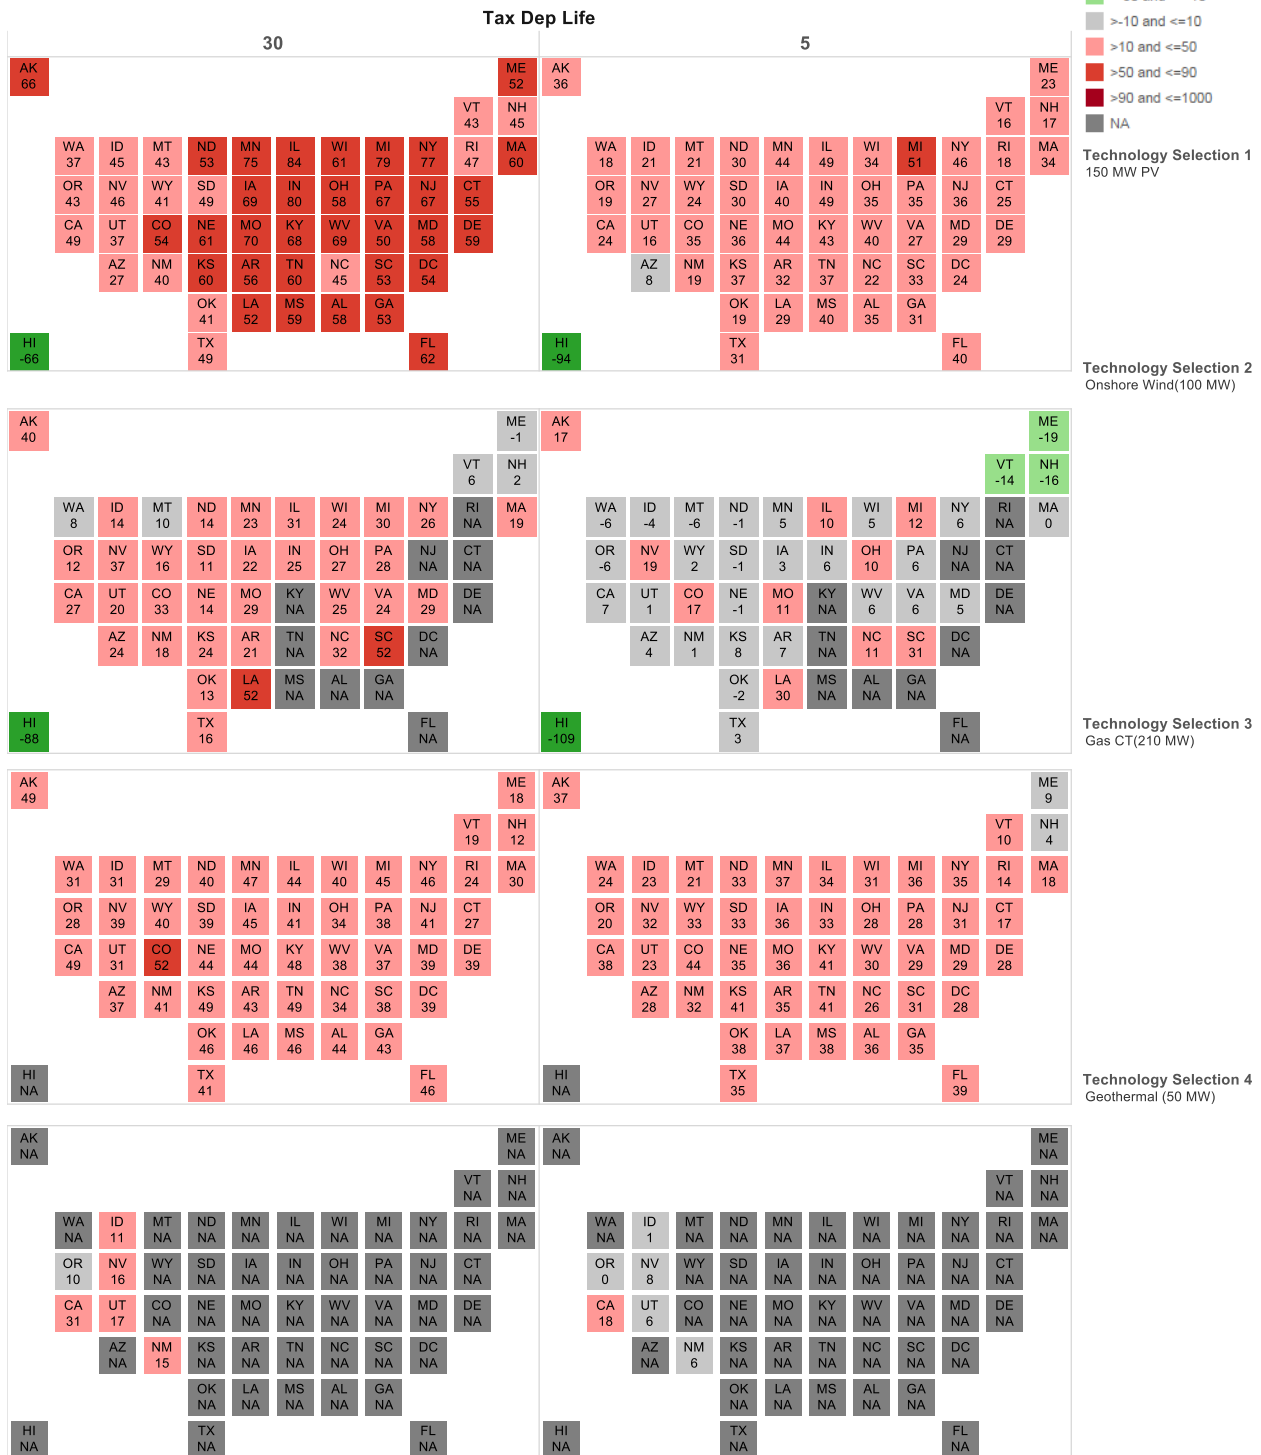 Tax Dep Life
30 5
>-10 and <=10
>10 and <=50
>50 and <=90
>90 and <=1000
NA
Technology Selection 1
150 MW PV
AK ME AK ME
66 52 36 23
VT NH VT NH
43 45 16 17
WA ID MT ND MN IL WI MI NY RI MA WA ID MT ND MN IL WI MI NY RI MA
37 45 43 53 75 84 61 79 77 47 60 18 21 21 30 44 49 34 51 46 18 34
OR NV WY SD IA IN OH PA NJ CT OR NV WY SD IA IN OH PA NJ CT
43 46 41 49 69 80 58 67 67 55 19 27 24 30 40 49 35 35 36 25
CA UT CO NE MO KY WV VA MD DE CA UT CO NE MO KY WV VA MD DE
49 37 54 61 70 68 69 50 58 59 24 16 35 36 44 43 40 27 29 29
AZ NM KS AR TN NC SC DC AZ NM KS AR TN NC SC DC
27 40 60 56 60 45 53 54 8 19 37 32 37 22 33 24
OK LA MS AL GA OK LA MS AL GA
41 52 59 58 53 19 29 40 35 31
HI TX FL HI TX FL
-66 49 62 -94 31 40
Technology Selection 2
Onshore Wind(100 MW)
AK ME AK ME
40 -1 17 -19
VT NH VT NH
6 2 -14 -16
WA ID MT ND MN IL WI MI NY RI MA WA ID MT ND MN IL WI MI NY RI MA
8 14 10 14 23 31 24 30 26 NA 19 -6 -4 -6 -1 5 10 5 12 6 NA 0
OR NV WY SD IA IN OH PA NJ CT OR NV WY SD IA IN OH PA NJ CT
12 37 16 11 22 25 27 28 NA NA -6 19 2 -1 3 6 10 6 NA NA
CA UT CO NE MO KY WV VA MD DE CA UT CO NE MO KY WV VA MD DE
27 20 33 14 29 NA 25 24 29 NA 7 1 17 -1 11 NA 6 6 5 NA
AZ NM KS AR TN NC SC DC AZ NM KS AR TN NC SC DC
24 18 24 21 NA 32 52 NA 4 1 8 7 NA 11 31 NA
OK LA MS AL GA OK LA MS AL GA
13 52 NA NA NA -2 30 NA NA NA
HI TX FL HI TX FL
-88 16 NA -109 3 NA
Technology Selection 3
Gas CT(210 MW)
AK ME AK ME
49 18 37 9
VT NH VT NH
19 12 10 4
WA ID MT ND MN IL WI MI NY RI MA WA ID MT ND MN IL WI MI NY RI MA
31 31 29 40 47 44 40 45 46 24 30 24 23 21 33 37 34 31 36 35 14 18
OR NV WY SD IA IN OH PA NJ CT OR NV WY SD IA IN OH PA NJ CT
28 39 40 39 45 41 34 38 41 27 20 32 33 33 36 33 28 28 31 17
CA UT CO NE MO KY WV VA MD DE CA UT CO NE MO KY WV VA MD DE
49 31 52 44 44 48 38 37 39 39 38 23 44 35 36 41 30 29 29 28
AZ NM KS AR TN NC SC DC AZ NM KS AR TN NC SC DC
37 41 49 43 49 34 38 39 28 32 41 35 41 26 31 28
OK LA MS AL GA OK LA MS AL GA
46 46 46 44 43 38 37 38 36 35
HI TX FL HI TX FL
NA 41 46 NA 35 39
Technology Selection 4
Geothermal (50 MW)
AK ME AK ME
NA NA NA NA
VT NH VT NH
NA NA NA NA
WA ID MT ND MN IL WI MI NY RI MA WA ID MT ND MN IL WI MI NY RI MA
NA 11 NA NA NA NA NA NA NA NA NA NA 1 NA NA NA NA NA NA NA NA NA
OR NV WY SD IA IN OH PA NJ CT OR NV WY SD IA IN OH PA NJ CT
10 16 NA NA NA NA NA NA NA NA 0 8 NA NA NA NA NA NA NA NA
CA UT CO NE MO KY WV VA MD DE CA UT CO NE MO KY WV VA MD DE
31 17 NA NA NA NA NA NA NA NA 18 6 NA NA NA NA NA NA NA NA
AZ NM KS AR TN NC SC DC AZ NM KS AR TN NC SC DC
NA 15 NA NA NA NA NA NA NA 6 NA NA NA NA NA NA
OK LA MS AL GA OK LA MS AL GA
NA NA NA NA NA NA NA NA NA NA
HI TX FL HI TX FL
NA NA NA NA NA NA